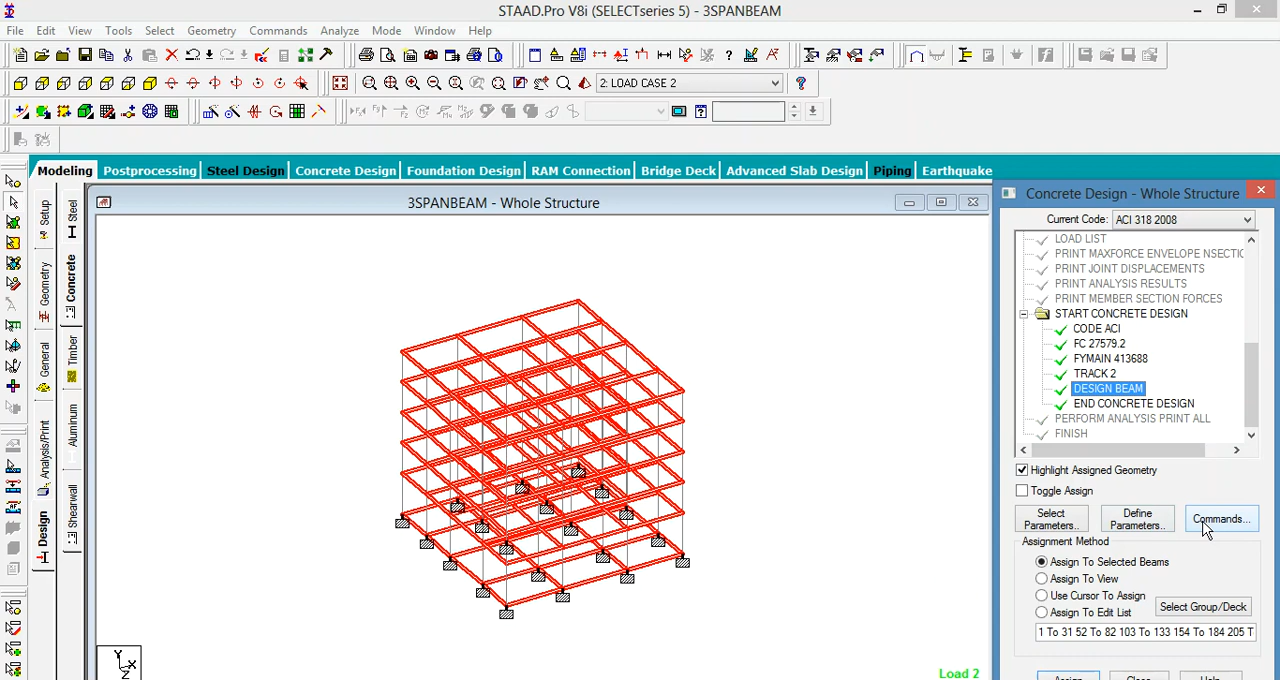 STAAD.Pro V8i (SELECTseries 5) - 3SPANBEAM
File Edit View Tools Select Geometry Commands Analyze Mode Window Help
2: LOAD CASE 2
Modeling Postprocessing Steel Design Concrete Design Foundation Design RAM Connection Bridge Deck Advanced Slab Design Piping Earthquake
Setup
Geometry
General
Analysis/Print
Design
Steel
Concrete
Timber
Aluminum
Shearwall
3SPANBEAM - Whole Structure
Y
X
Z
Load 2
Concrete Design - Whole Structure
Current Code: ACI 318 2008
LOAD LIST
PRINT MAXFORCE ENVELOPE NSECTIO
PRINT JOINT DISPLACEMENTS
PRINT ANALYSIS RESULTS
PRINT MEMBER SECTION FORCES
START CONCRETE DESIGN
CODE ACI
FC 27579.2
FYMAIN 413688
TRACK 2
DESIGN BEAM
END CONCRETE DESIGN
PERFORM ANALYSIS PRINT ALL
FINISH
Highlight Assigned Geometry
Toggle Assign
Select Parameters..
Define Parameters..
Commands...
Assignment Method
Assign To Selected Beams
Assign To View
Use Cursor To Assign
Select Group/Deck
Assign To Edit List
1 To 31 52 To 82 103 To 133 154 To 184 205 T
Assign Close Help